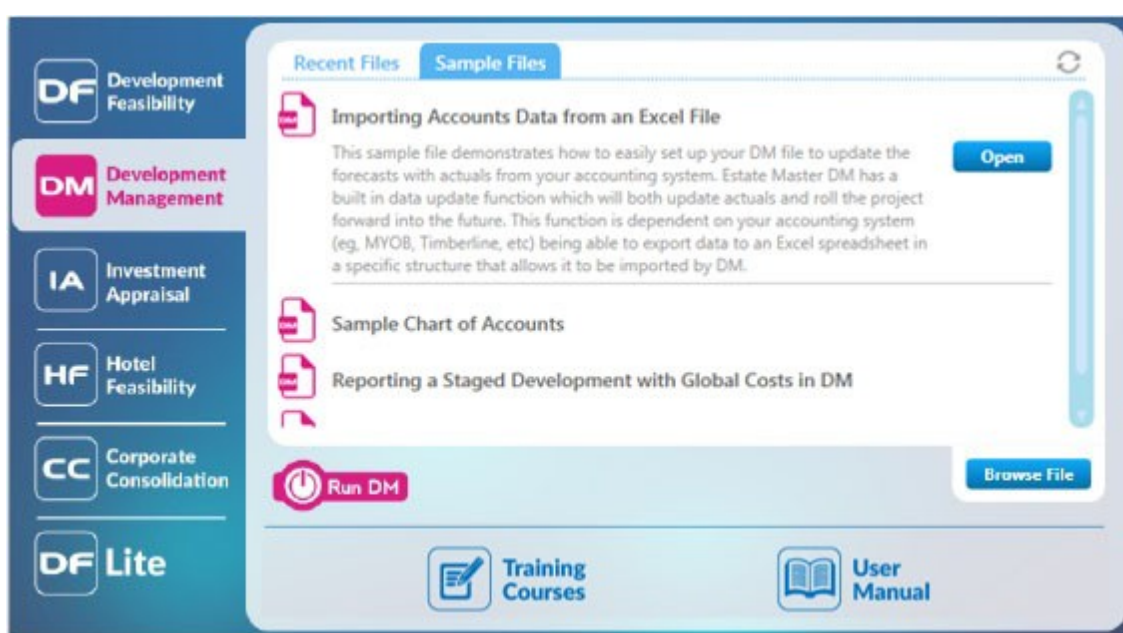 DF Development
Feasibility
DM Development
Management
IA Investment
Appraisal
HF Hotel
Feasibility
CC Corporate
Consolidation
DF Lite
Recent Files Sample Files
DM Importing Accounts Data from an Excel File
This sample file demonstrates how to easily set up your DM file to update the
forecasts with actuals from your accounting system. Estate Master DM has a
built in data update function which will both update actuals and roll the project
forward into the future. This function is dependent on your accounting system
(eg, MYOB, Timberline, etc) being able to export data to an Excel spreadsheet in
a specific structure that allows it to be imported by DM.
Open
DM Sample Chart of Accounts
DM Reporting a Staged Development with Global Costs in DM
Run DM
Browse File
Training
Courses
User
Manual